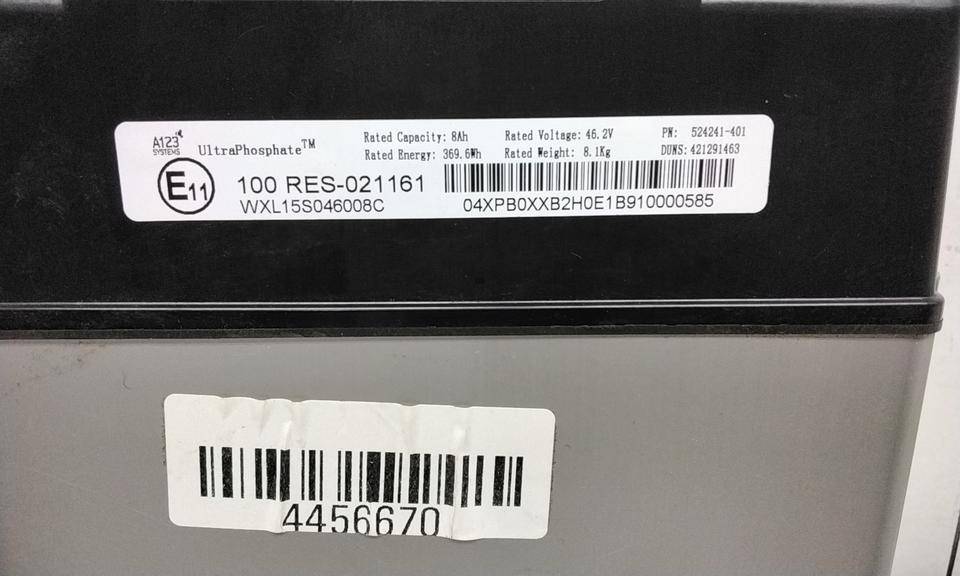 A123 SYSTEMS
UltraPhosphate™
Rated Capacity: 8Ah
Rated Energy: 369.6Wh
Rated Voltage: 46.2V
Rated Weight: 8.1Kg
PN: 524241-401
DUNS: 421291463
E11
100 RES-021161
WXL15S046008C
04XPB0XXB2H0E1B910000585
4456670